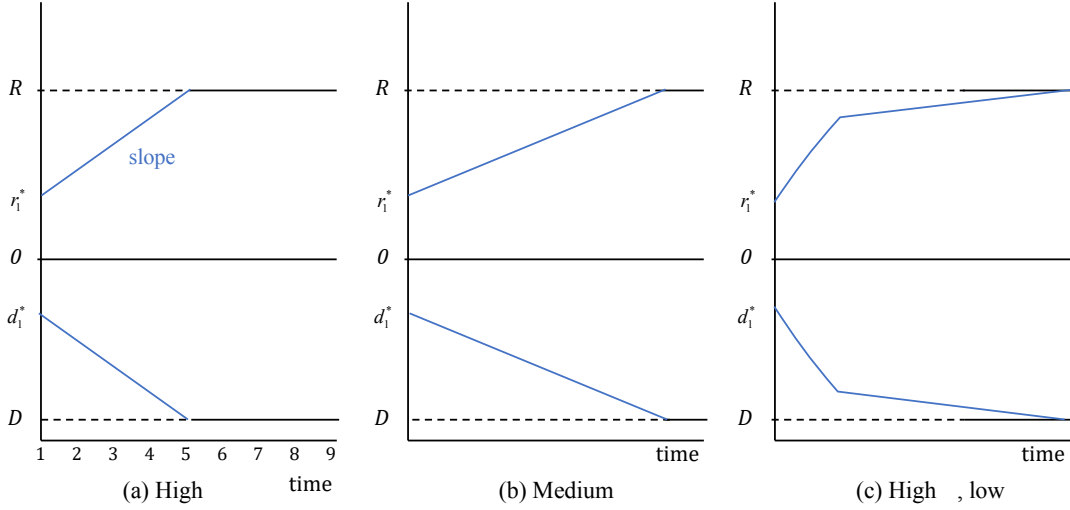 R
slope
r₁*
0
d₁*
D
1 2 3 4 5 6 7 8 9
time
(a) High
R
r₁*
0
d₁*
D
time
(b) Medium
R
r₁*
0
d₁*
D
time
(c) High , low